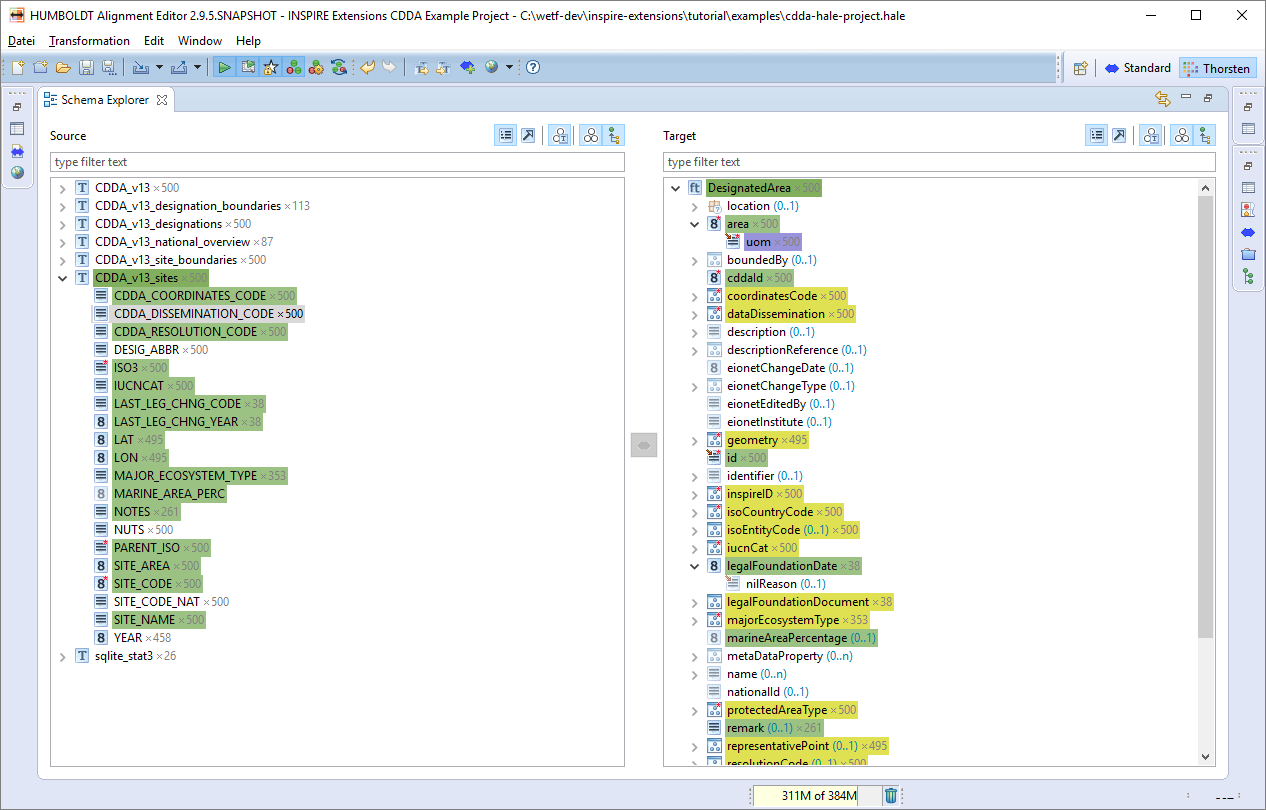 HUMBOLDT Alignment Editor 2.9.5.SNAPSHOT - INSPIRE Extensions CDDA Example Project - C:\wetf-dev\inspire-extensions\tutorial\examples\cdda-hale-project.hale
Datei Transformation Edit Window Help
Standard Thorsten
Schema Explorer
Source
type filter text
CDDA_v13 ×500
CDDA_v13_designation_boundaries ×113
CDDA_v13_designations ×500
CDDA_v13_national_overview ×87
CDDA_v13_site_boundaries ×500
CDDA_v13_sites ×500
CDDA_COORDINATES_CODE ×500
CDDA_DISSEMINATION_CODE ×500
CDDA_RESOLUTION_CODE ×500
DESIG_ABBR ×500
ISO3 ×500
IUCNCAT ×500
LAST_LEG_CHNG_CODE ×38
LAST_LEG_CHNG_YEAR ×38
LAT ×495
LON ×495
MAJOR_ECOSYSTEM_TYPE ×353
MARINE_AREA_PERC
NOTES ×261
NUTS ×500
PARENT_ISO ×500
SITE_AREA ×500
SITE_CODE ×500
SITE_CODE_NAT ×500
SITE_NAME ×500
YEAR ×458
sqlite_stat3 ×26
Target
type filter text
DesignatedArea ×500
location (0..1)
area ×500
uom ×500
boundedBy (0..1)
cddaId ×500
coordinatesCode ×500
dataDissemination ×500
description (0..1)
descriptionReference (0..1)
eionetChangeDate (0..1)
eionetChangeType (0..1)
eionetEditedBy (0..1)
eionetInstitute (0..1)
geometry ×495
id ×500
identifier (0..1)
inspireID ×500
isoCountryCode ×500
isoEntityCode (0..1) ×500
iucnCat ×500
legalFoundationDate ×38
nilReason (0..1)
legalFoundationDocument ×38
majorEcosystemType ×353
marineAreaPercentage (0..1)
metaDataProperty (0..n)
name (0..n)
nationalId (0..1)
protectedAreaType ×500
remark (0..1) ×261
representativePoint (0..1) ×495
resolutionCode (0..1) ×500
311M of 384M